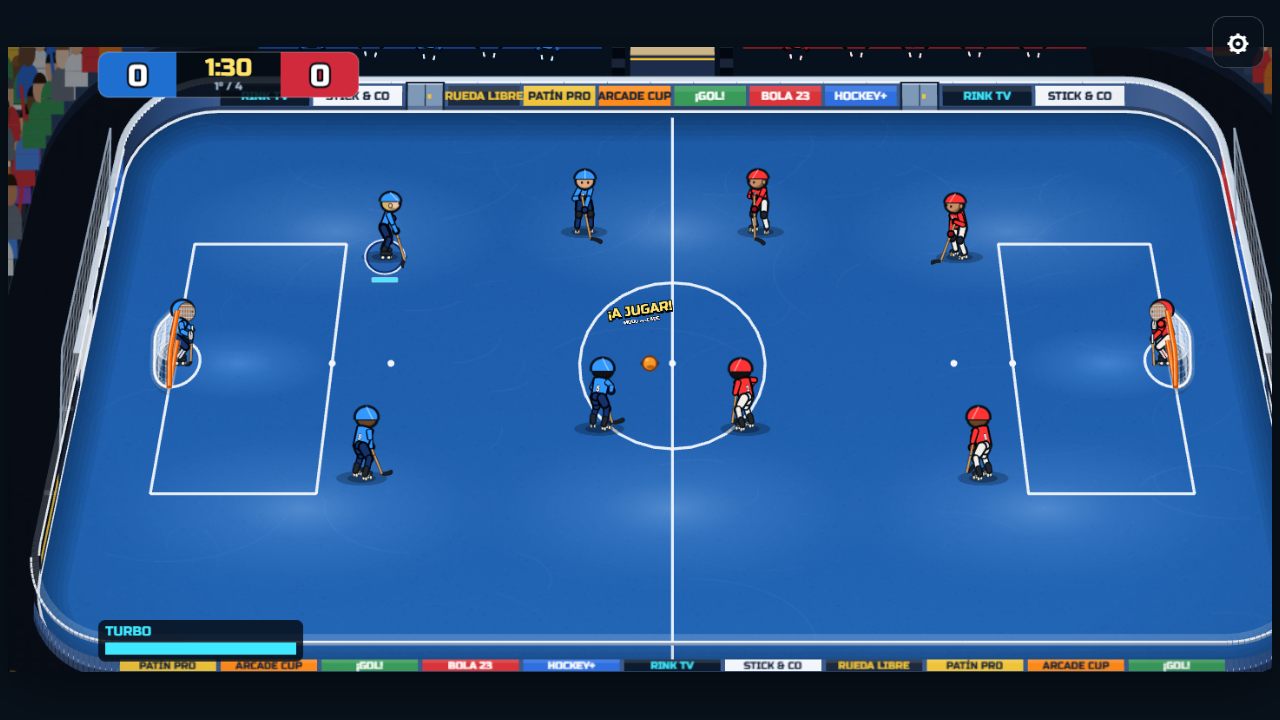 0
1:30
1º / 4
0
RINK TV
STICK & CO
RUEDA LIBRE
PATÍN PRO
ARCADE CUP
¡GOL!
BOLA 23
HOCKEY+
RINK TV
STICK & CO
¡A JUGAR!
TURBO
PATÍN PRO
ARCADE CUP
¡GOL!
BOLA 23
HOCKEY+
RINK TV
STICK & CO
RUEDA LIBRE
PATÍN PRO
ARCADE CUP
¡GOL!